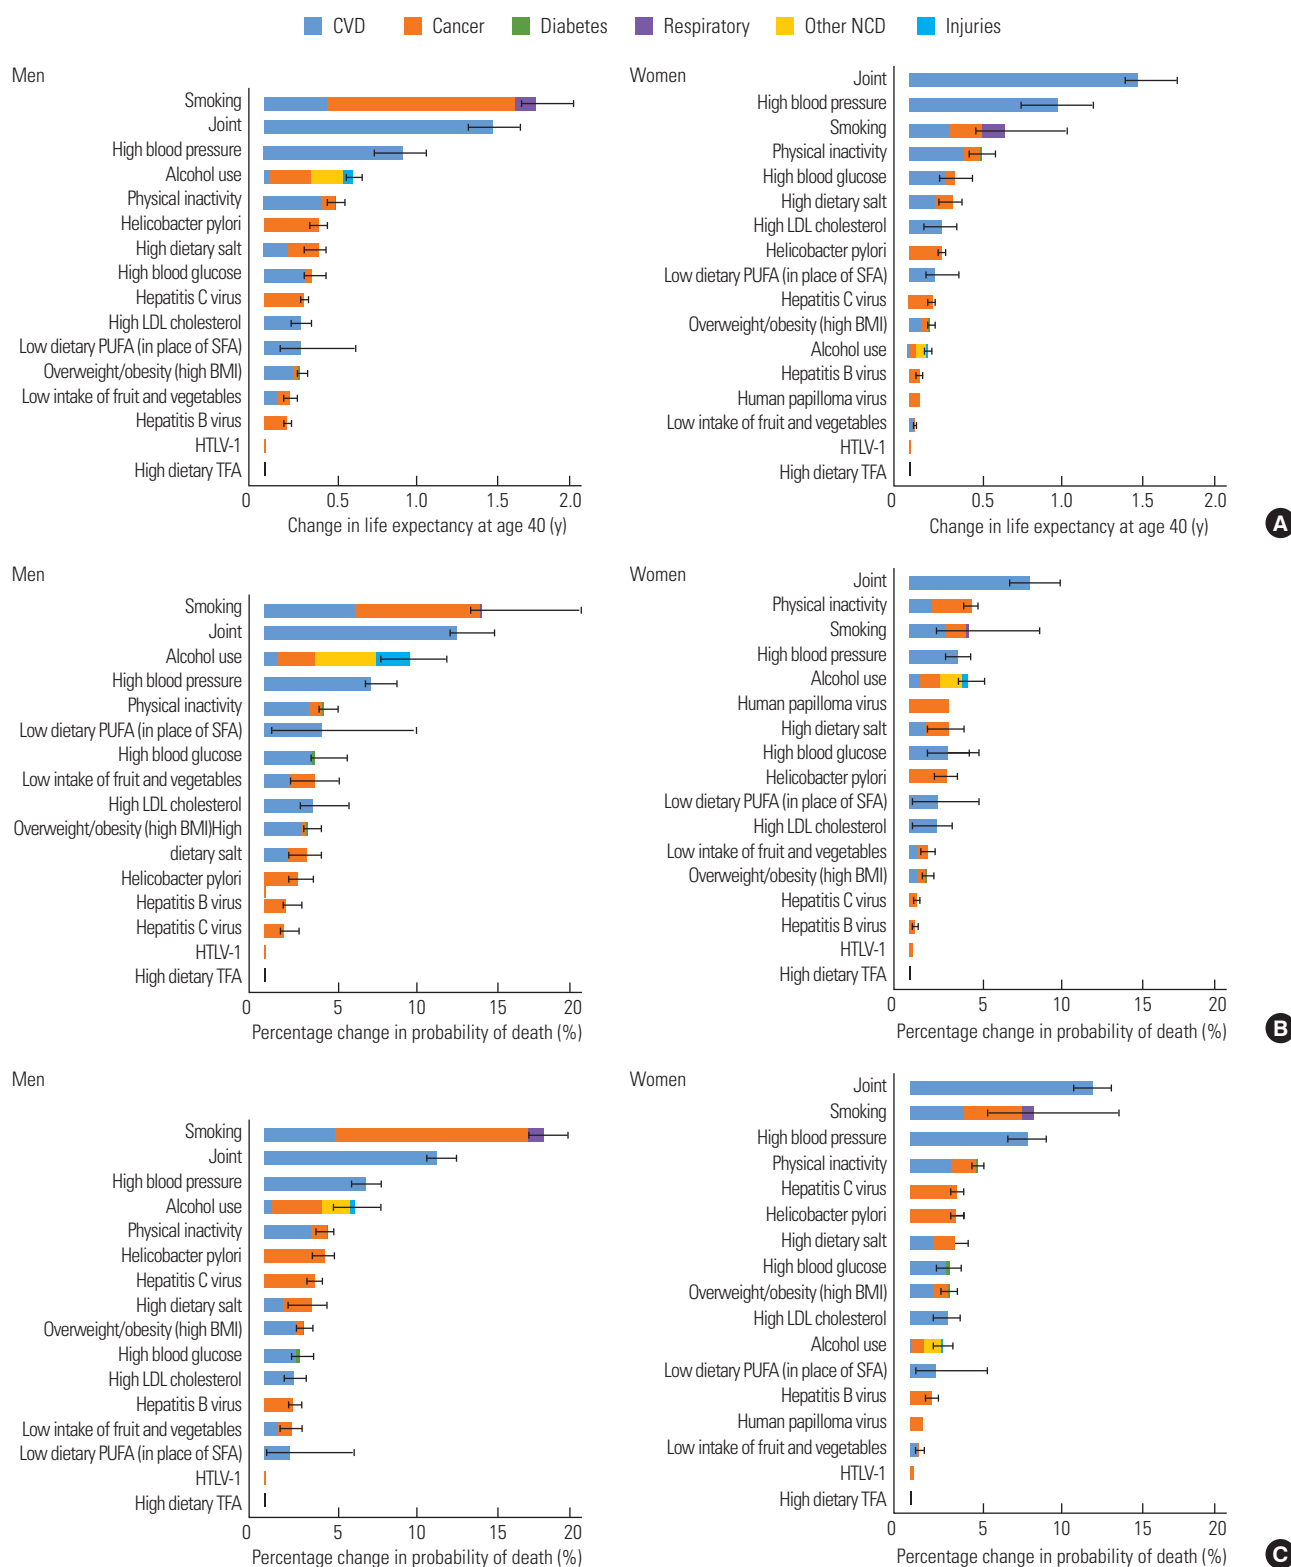 CVD Cancer Diabetes Respiratory Other NCD Injuries
Men
Smoking
Joint
High blood pressure
Alcohol use
Physical inactivity
Helicobacter pylori
High dietary salt
High blood glucose
Hepatitis C virus
High LDL cholesterol
Low dietary PUFA (in place of SFA)
Overweight/obesity (high BMI)
Low intake of fruit and vegetables
Hepatitis B virus
HTLV-1
High dietary TFA
0 0.5 1.0 1.5 2.0
Change in life expectancy at age 40 (y)
Women
Joint
High blood pressure
Smoking
Physical inactivity
High blood glucose
High dietary salt
High LDL cholesterol
Helicobacter pylori
Low dietary PUFA (in place of SFA)
Hepatitis C virus
Overweight/obesity (high BMI)
Alcohol use
Hepatitis B virus
Human papilloma virus
Low intake of fruit and vegetables
HTLV-1
High dietary TFA
0 0.5 1.0 1.5 2.0
Change in life expectancy at age 40 (y)
A
Men
Smoking
Joint
Alcohol use
High blood pressure
Physical inactivity
Low dietary PUFA (in place of SFA)
High blood glucose
Low intake of fruit and vegetables
High LDL cholesterol
Overweight/obesity (high BMI)High
dietary salt
Helicobacter pylori
Hepatitis B virus
Hepatitis C virus
HTLV-1
High dietary TFA
0 5 10 15 20
Percentage change in probability of death (%)
Women
Joint
Physical inactivity
Smoking
High blood pressure
Alcohol use
Human papilloma virus
High dietary salt
High blood glucose
Helicobacter pylori
Low dietary PUFA (in place of SFA)
High LDL cholesterol
Low intake of fruit and vegetables
Overweight/obesity (high BMI)
Hepatitis C virus
Hepatitis B virus
HTLV-1
High dietary TFA
0 5 10 15 20
Percentage change in probability of death (%)
B
Men
Smoking
Joint
High blood pressure
Alcohol use
Physical inactivity
Helicobacter pylori
Hepatitis C virus
High dietary salt
Overweight/obesity (high BMI)
High blood glucose
High LDL cholesterol
Hepatitis B virus
Low intake of fruit and vegetables
Low dietary PUFA (in place of SFA)
HTLV-1
High dietary TFA
0 5 10 15 20
Percentage change in probability of death (%)
Women
Joint
Smoking
High blood pressure
Physical inactivity
Hepatitis C virus
Helicobacter pylori
High dietary salt
High blood glucose
Overweight/obesity (high BMI)
High LDL cholesterol
Alcohol use
Low dietary PUFA (in place of SFA)
Hepatitis B virus
Human papilloma virus
Low intake of fruit and vegetables
HTLV-1
High dietary TFA
0 5 10 15 20
Percentage change in probability of death (%)
C